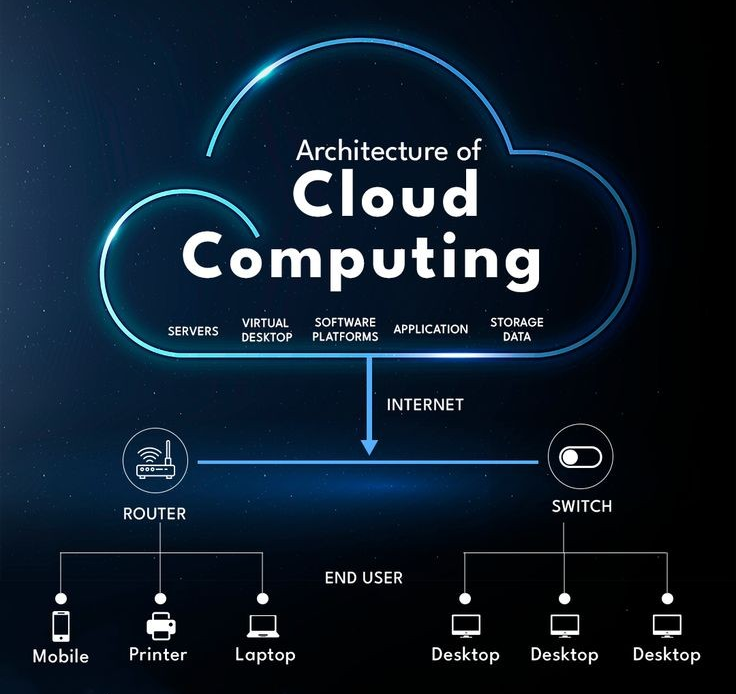 Architecture of
Cloud
Computing
SERVERS
VIRTUAL
DESKTOP
SOFTWARE
PLATFORMS
APPLICATION
STORAGE
DATA
INTERNET
ROUTER
SWITCH
END USER
Mobile
Printer
Laptop
Desktop
Desktop
Desktop